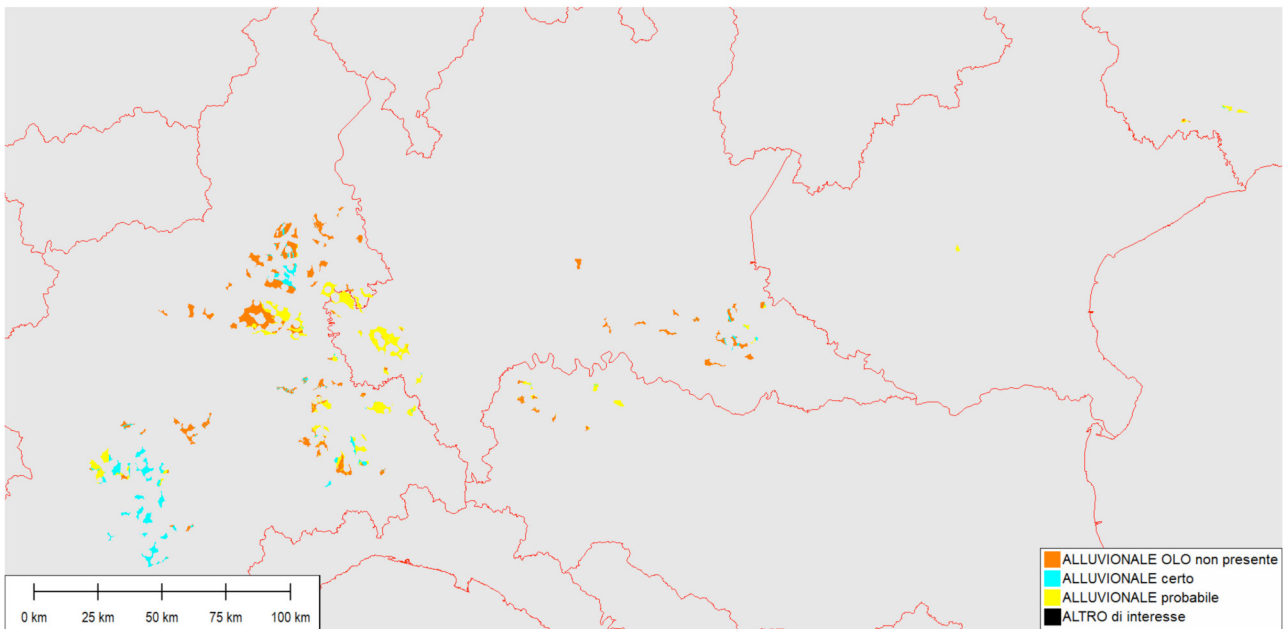 ALLUVIONALE OLO non presente
ALLUVIONALE certo
ALLUVIONALE probabile
ALTRO di interesse
0 km 25 km 50 km 75 km 100 km